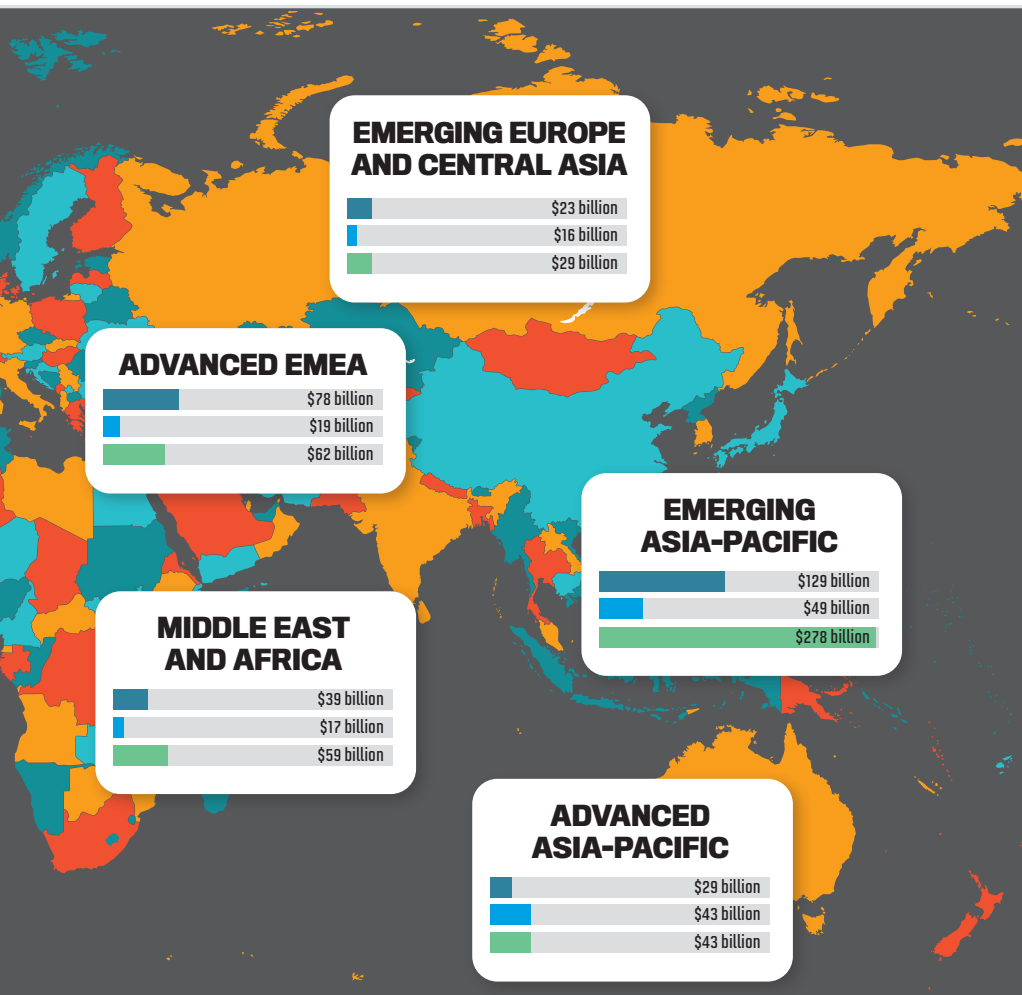 EMERGING EUROPE
AND CENTRAL ASIA
$23 billion
$16 billion
$29 billion
ADVANCED EMEA
$78 billion
$19 billion
$62 billion
EMERGING
ASIA-PACIFIC
$129 billion
$49 billion
$278 billion
MIDDLE EAST
AND AFRICA
$39 billion
$17 billion
$59 billion
ADVANCED
ASIA-PACIFIC
$29 billion
$43 billion
$43 billion